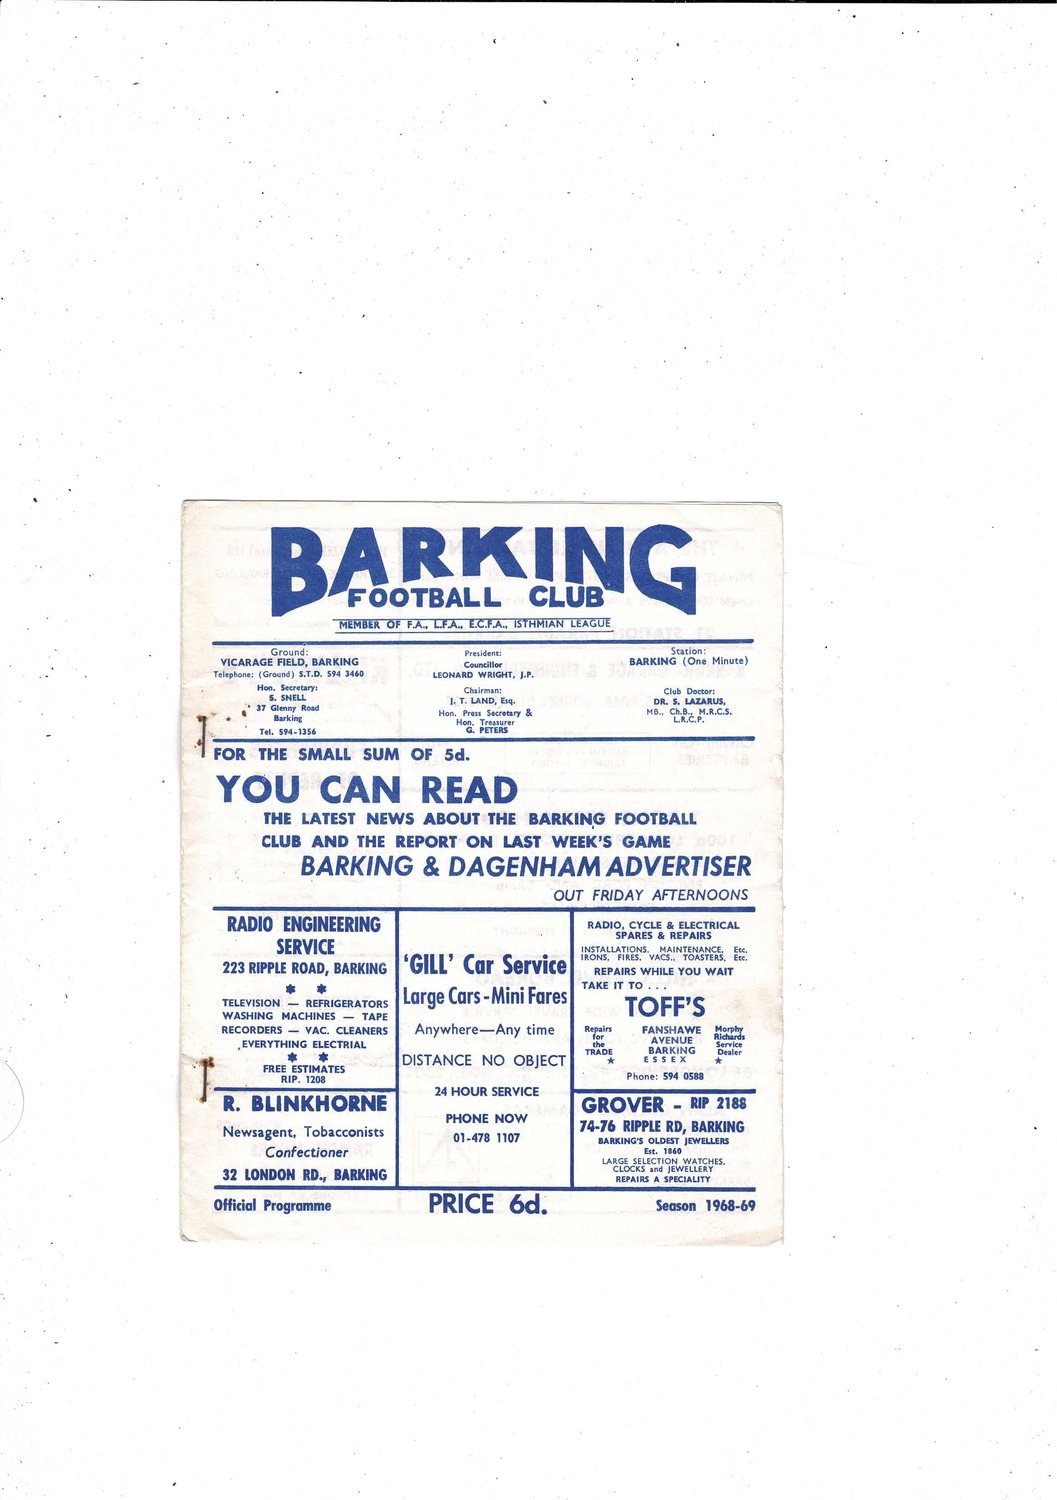 BARKING
FOOTBALL CLUB
MEMBER OF F.A., L.F.A., E.C.F.A., ISTHMIAN LEAGUE
Ground:
VICARAGE FIELD, BARKING
Telephone: (Ground) S.T.D. 594 3460
Hon. Secretary:
S. SNELL
37 Glenny Road
Barking
Tel. 594-1356
President:
Councillor
LEONARD WRIGHT, J.P.
Chairman:
J. T. LAND, Esq.
Hon. Press Secretary &
Hon. Treasurer
G. PETERS
Station:
BARKING (One Minute)
Club Doctor:
DR. S. LAZARUS,
MB., Ch.B., M.R.C.S.
L.R.C.P.
FOR THE SMALL SUM OF 5d.
YOU CAN READ
THE LATEST NEWS ABOUT THE BARKING FOOTBALL
CLUB AND THE REPORT ON LAST WEEK'S GAME
BARKING & DAGENHAM ADVERTISER
OUT FRIDAY AFTERNOONS
RADIO ENGINEERING
SERVICE
223 RIPPLE ROAD, BARKING
TELEVISION — REFRIGERATORS
WASHING MACHINES — TAPE
RECORDERS — VAC. CLEANERS
EVERYTHING ELECTRIAL
FREE ESTIMATES
RIP. 1208
R. BLINKHORNE
Newsagent, Tobacconists
Confectioner
32 LONDON RD., BARKING
'GILL' Car Service
Large Cars - Mini Fares
Anywhere—Any time
DISTANCE NO OBJECT
24 HOUR SERVICE
PHONE NOW
01-478 1107
RADIO, CYCLE & ELECTRICAL
SPARES & REPAIRS
INSTALLATIONS, MAINTENANCE, Etc.
IRONS, FIRES, VACS., TOASTERS, Etc.
REPAIRS WHILE YOU WAIT
TAKE IT TO . . .
TOFF'S
Repairs
for
the
TRADE
FANSHAWE
AVENUE
BARKING
ESSEX
Morphy
Richards
Service
Dealer
Phone: 594 0588
GROVER - RIP 2188
74-76 RIPPLE RD, BARKING
BARKING'S OLDEST JEWELLERS
Est. 1860
LARGE SELECTION WATCHES,
CLOCKS and JEWELLERY
REPAIRS A SPECIALITY
Official Programme
PRICE 6d.
Season 1968-69